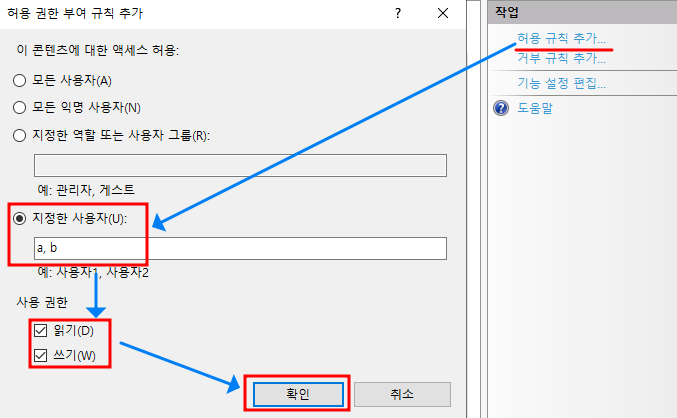 허용 권한 부여 규칙 추가
?
이 콘텐츠에 대한 액세스 허용:
모든 사용자(A)
모든 익명 사용자(N)
지정한 역할 또는 사용자 그룹(R):
예: 관리자, 게스트
지정한 사용자(U):
a, b
예: 사용자1, 사용자2
사용 권한
읽기(D)
쓰기(W)
확인
취소
작업
허용 규칙 추가...
거부 규칙 추가...
기능 설정 편집...
? 도움말